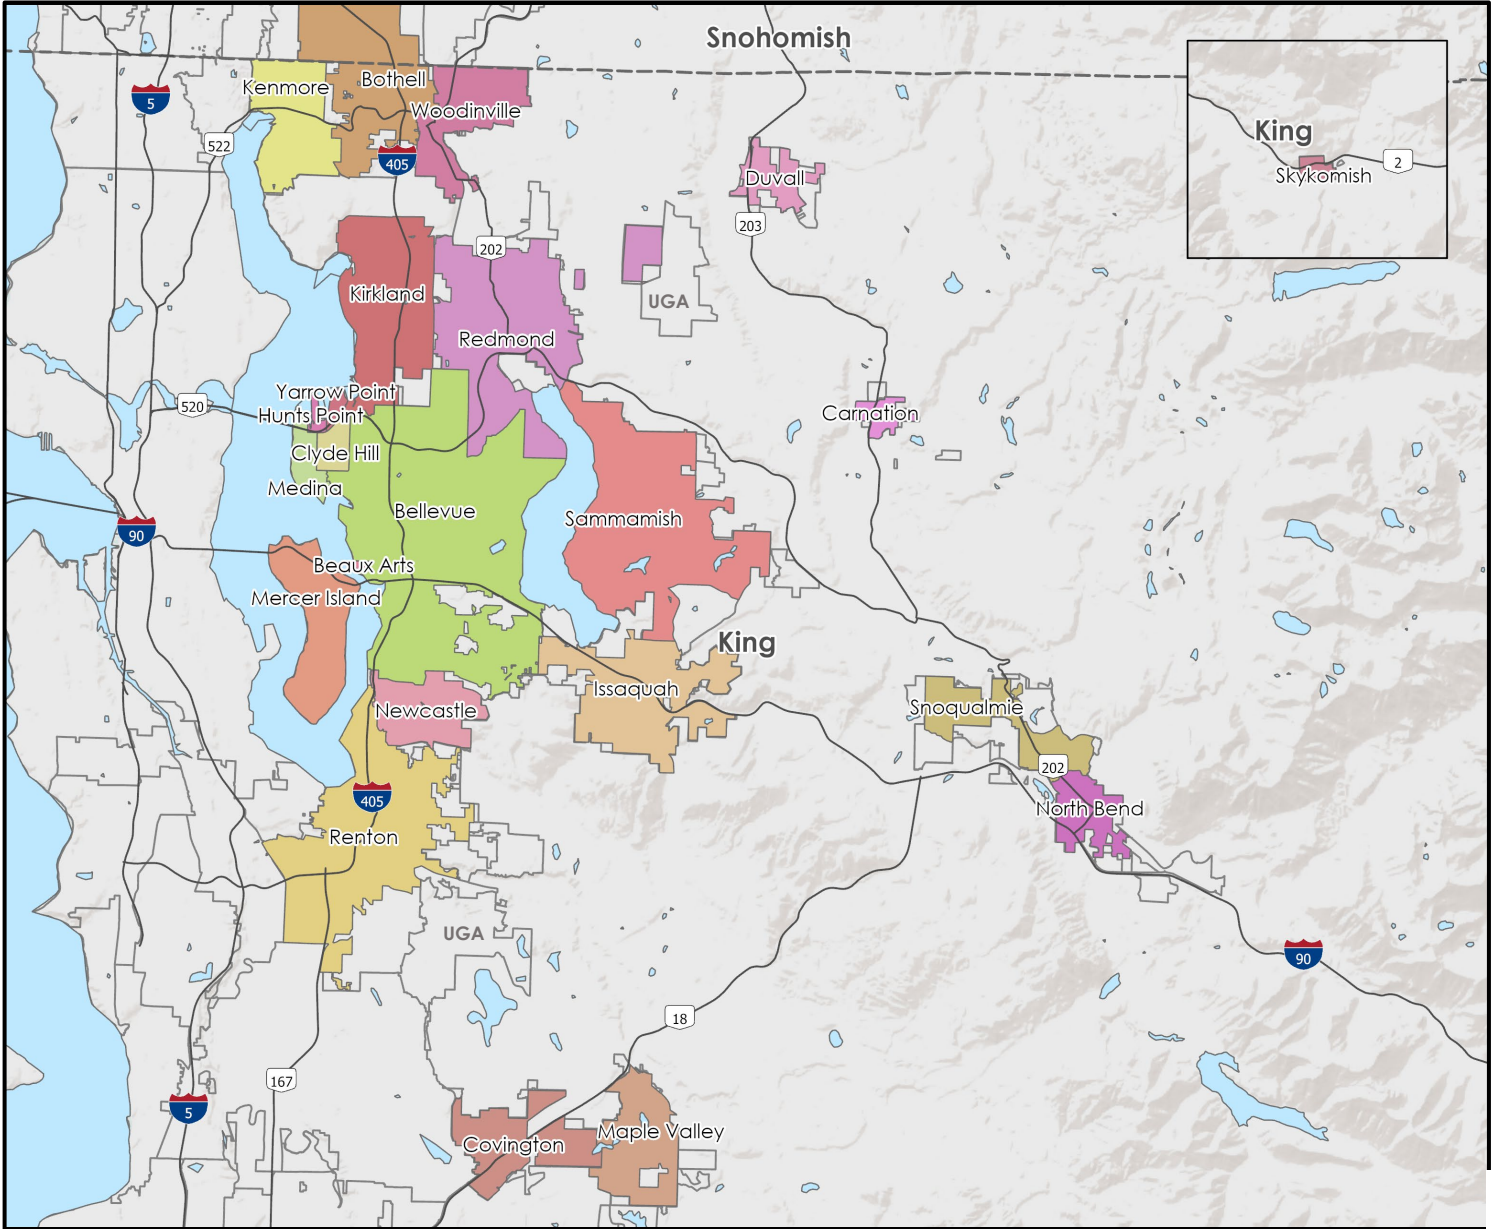 Snohomish
Kenmore
Bothell
Woodinville
5
522
405
King
2
Skykomish
Duvall
203
202
Kirkland
UGA
Redmond
Yarrow Point
520
Hunts Point
Carnation
Clyde Hill
Medina
Bellevue
Sammamish
90
Beaux Arts
Mercer Island
King
Issaquah
Newcastle
Snoqualmie
202
405
North Bend
Renton
UGA
90
18
167
5
Covington
Maple Valley